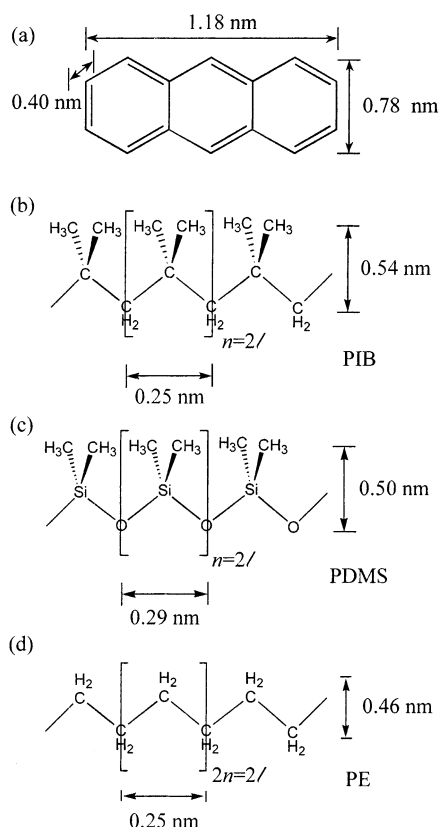 (a)
1.18 nm
0.40 nm
0.78 nm
(b)
H₃C CH₃ H₃C CH₃ H₃C CH₃
C C C
C C C
H₂ H₂ H₂
n=2l
0.54 nm
PIB
0.25 nm
(c)
H₃C CH₃ H₃C CH₃ H₃C CH₃
Si Si Si
O O O
n=2l
0.50 nm
PDMS
0.29 nm
(d)
H₂ H₂ H₂
C C C
C C C
H₂ H₂ H₂
2n=2l
0.46 nm
PE
0.25 nm